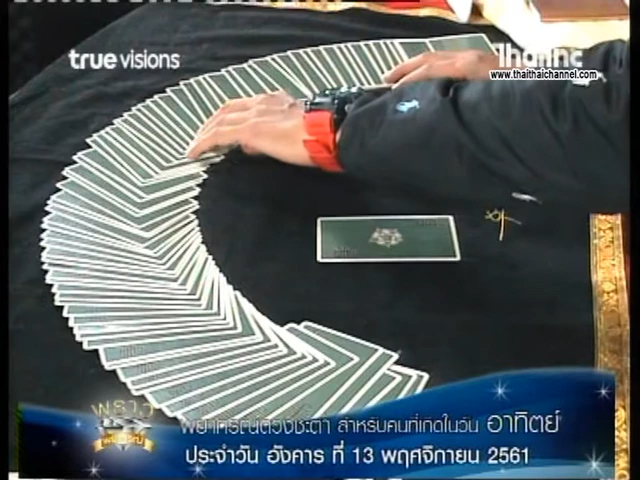 true visions
www.thaithaichannel.com
พยากรณ์ดวงชะตา สำหรับคนที่เกิดในวัน อาทิตย์
ประจำวัน อังคาร ที่ 13 พฤศจิกายน 2561